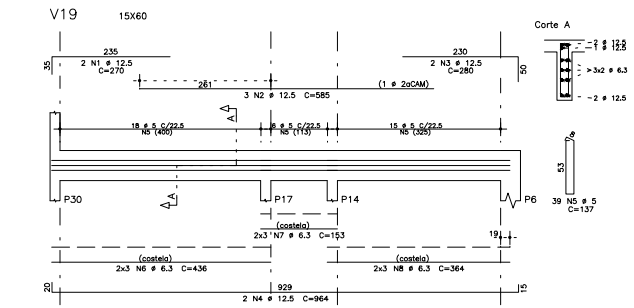 V19 15X60
Corte A
235
35
2 N1 ø 12.5
C=270
230
2 N3 ø 12.5
C=280
50
2 ø 12.5
1 ø 12.5
3x2 ø 6.3
2 ø 12.5
261
(1 ø 2aCAM)
3 N2 ø 12.5 C=585
A
18 ø 5 C/22.5
N5 (400)
6 ø 5 C/22.5
N5 (113)
15 ø 5 C/22.5
N5 (325)
A
P30
P17
P14
P6
53
8
39 N5 ø 5
C=137
(costela)
2x3 N7 ø 6.3 C=153
19
(costela)
2x3 N6 ø 6.3 C=436
(costela)
2x3 N8 ø 6.3 C=364
20
929
2 N4 ø 12.5 C=964
15